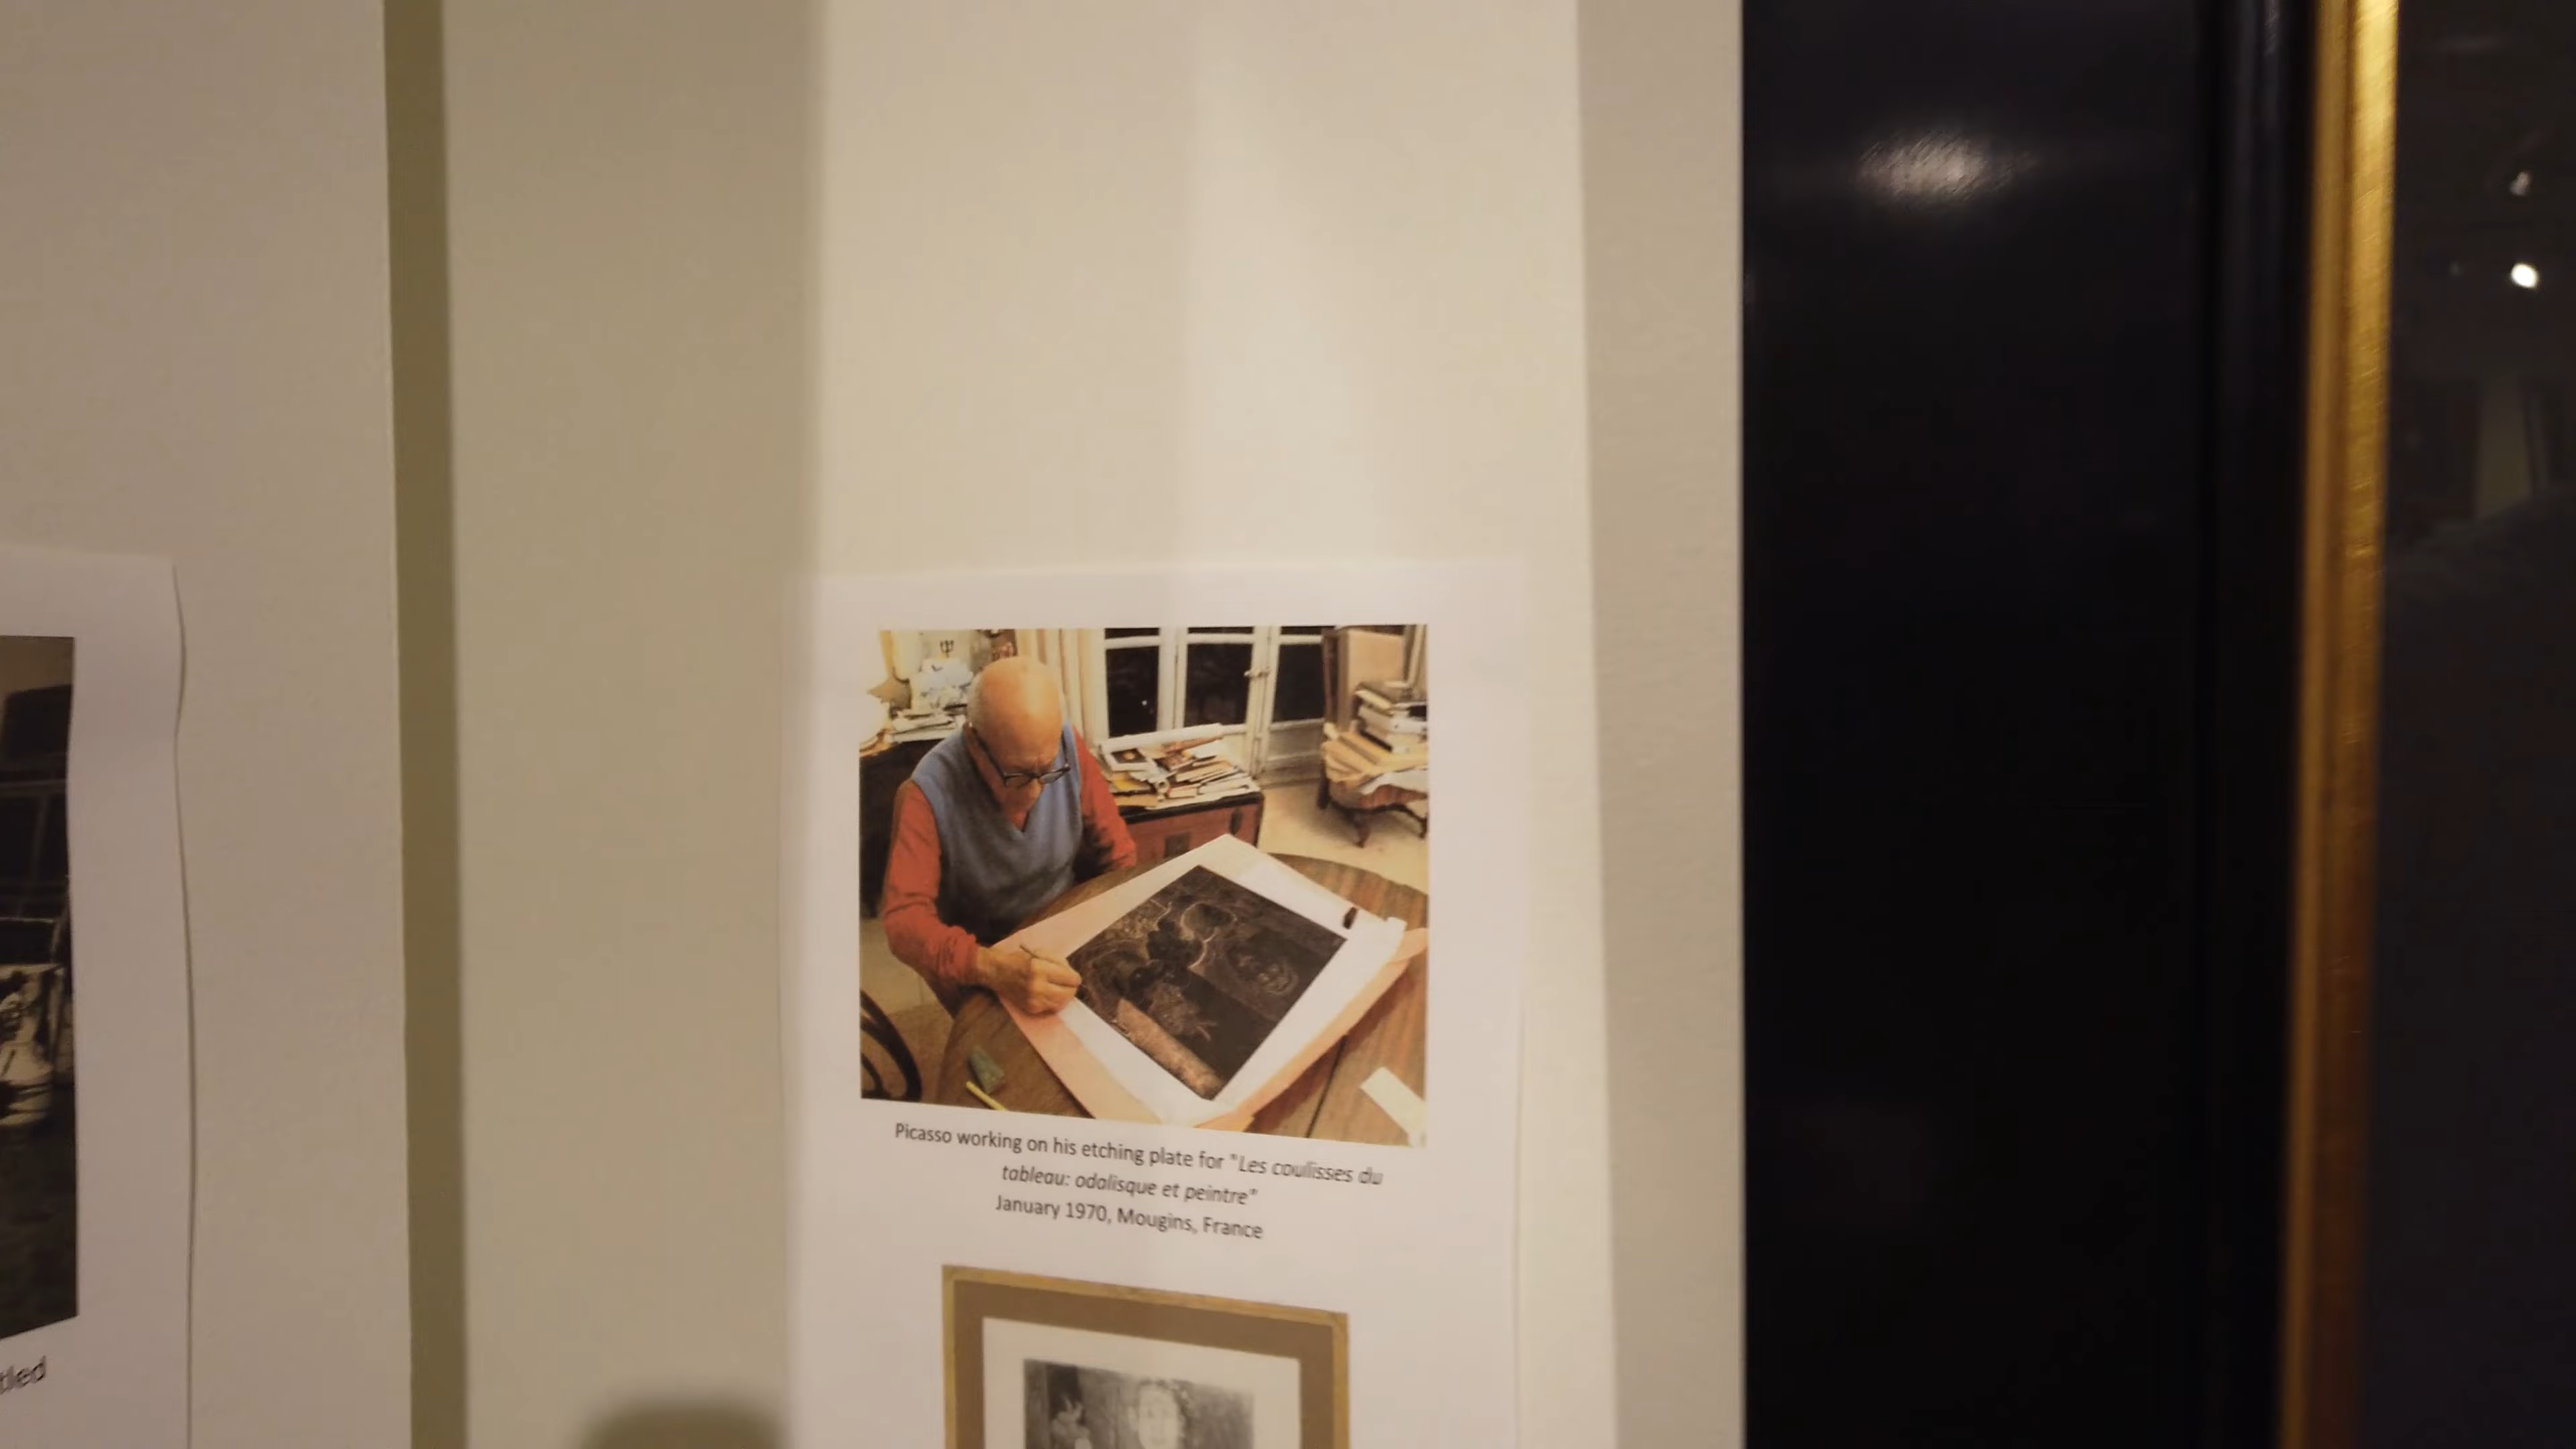 Picasso working on his etching plate for "Les coulisses du
tableau: odalisque et peintre"
January 1970, Mougins, France